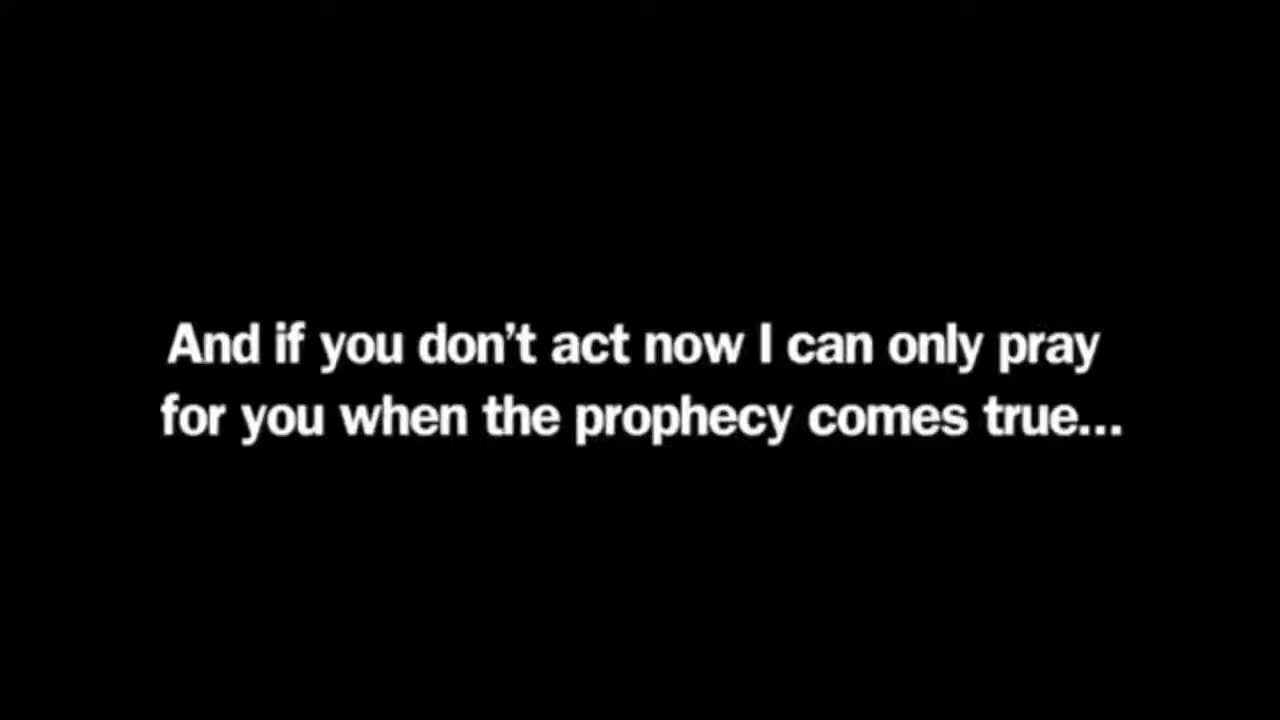 And if you don’t act now I can only pray
for you when the prophecy comes true...